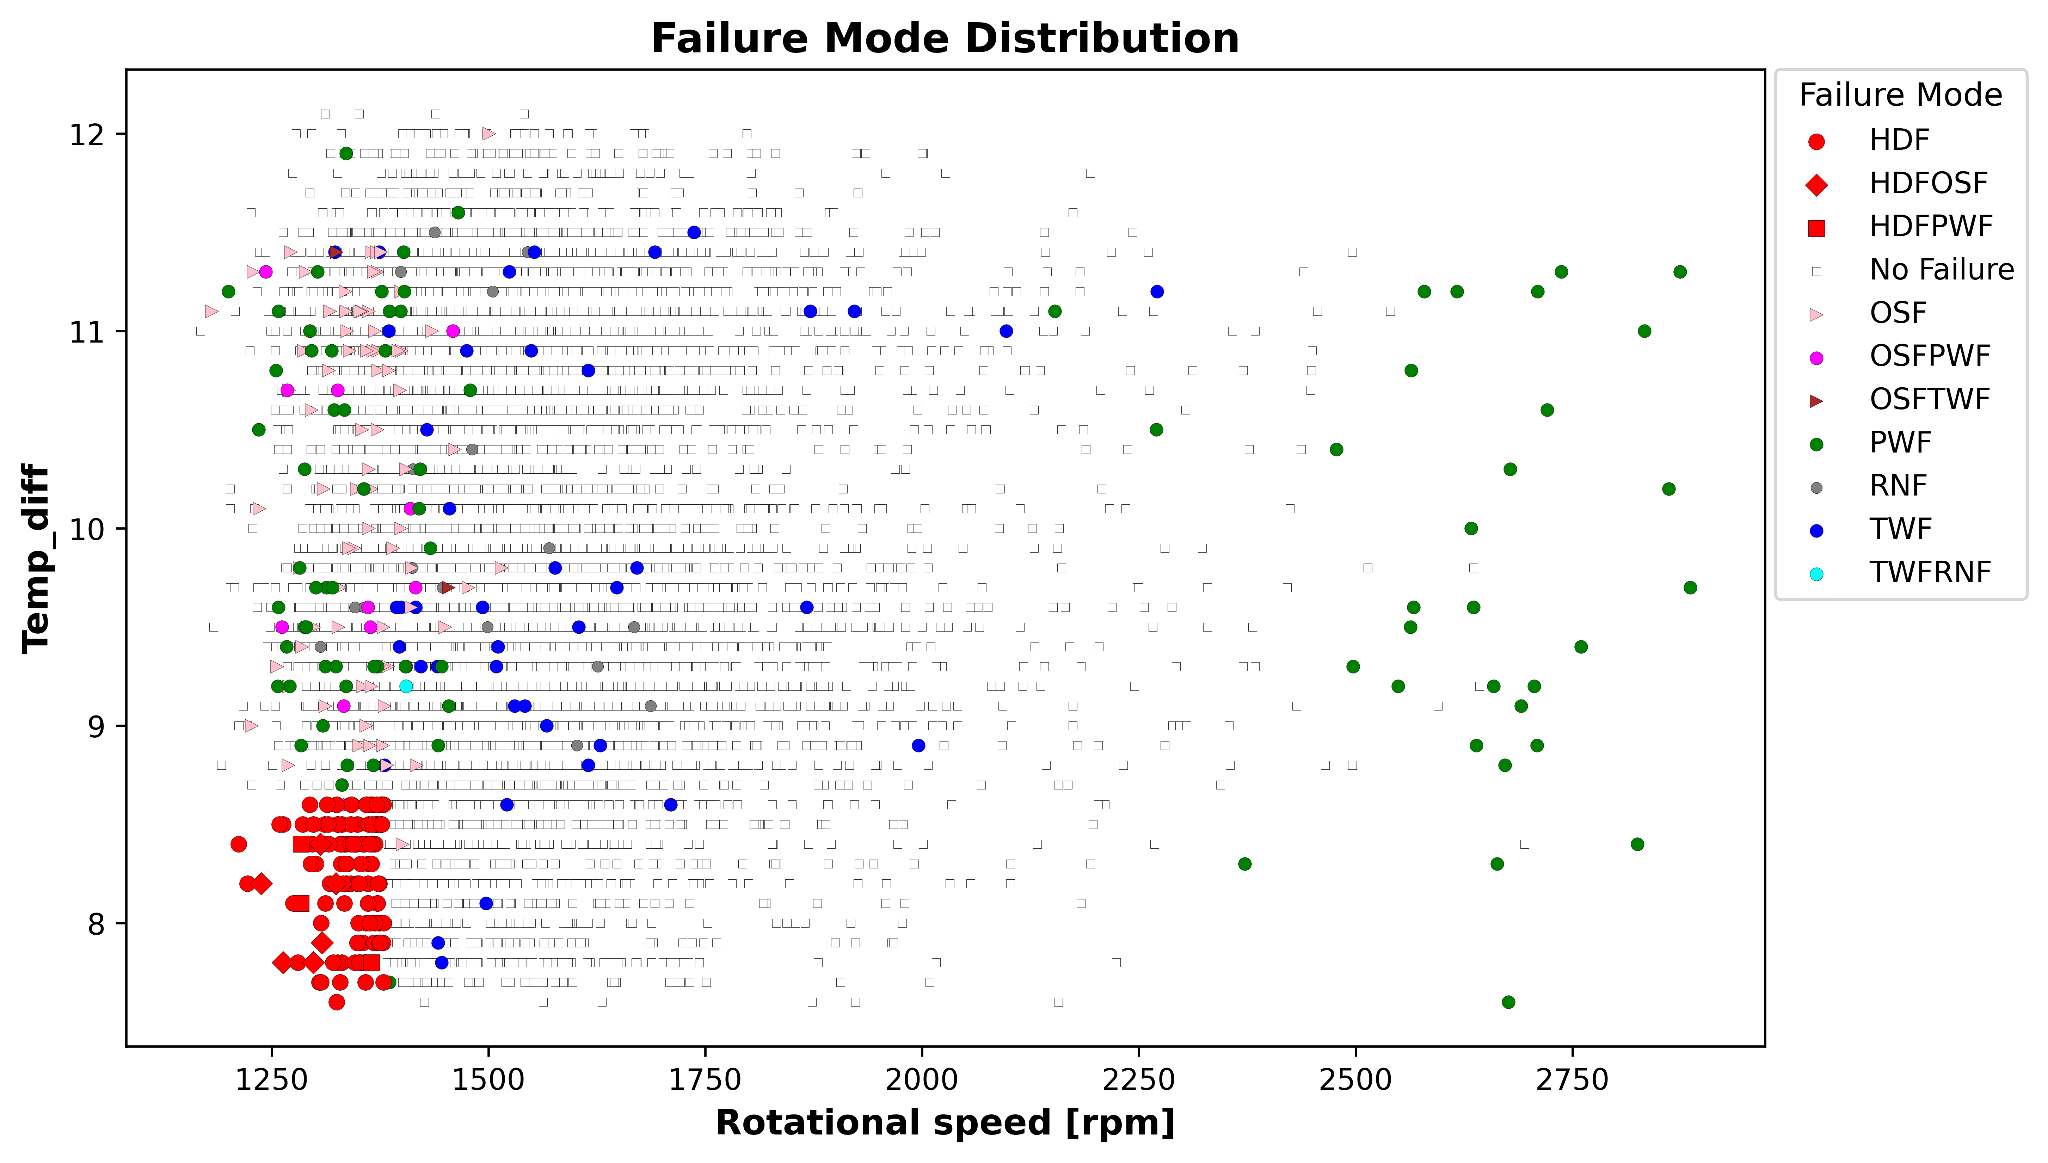 Failure Mode Distribution
Failure Mode
HDF
HDFOSF
HDFPWF
No Failure
OSF
OSFPWF
OSFTWF
PWF
RNF
TWF
TWFRNF
Temp_diff
12
11
10
9
8
1250 1500 1750 2000 2250 2500 2750
Rotational speed [rpm]